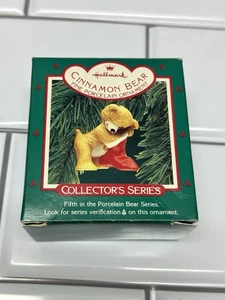 Hallmark
CINNAMON BEAR
FINE PORCELAIN ORNAMENT
COLLECTOR'S SERIES
Fifth in the Porcelain Bear Series.
Look for series verification on this ornament.